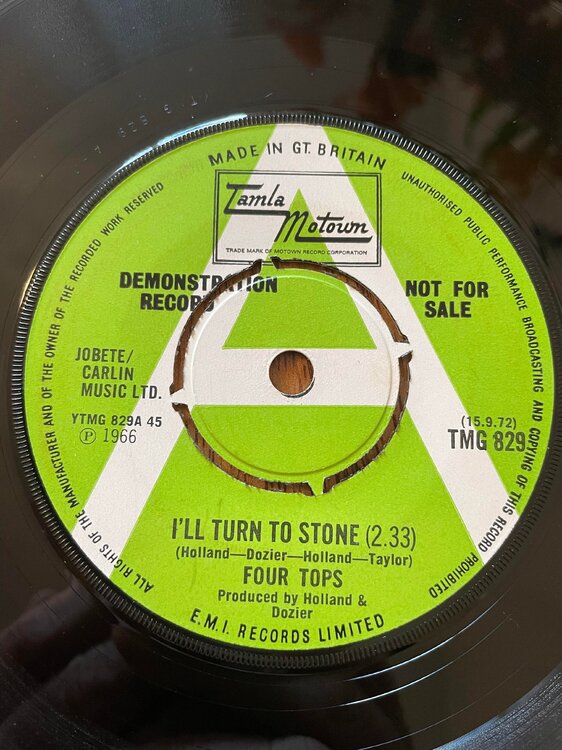 MADE IN GT. BRITAIN
Tamla
Motown
TRADE MARK OF MOTOWN RECORD CORPORATION
DEMONSTRATION
RECORD
NOT FOR
SALE
JOBETE/
CARLIN
MUSIC LTD.
YTMG 829A 45
Ⓟ 1966
(15.9.72)
TMG 829
I'LL TURN TO STONE (2.33)
(Holland—Dozier—Holland—Taylor)
FOUR TOPS
Produced by Holland &
Dozier
E.M.I. RECORDS LIMITED
ALL RIGHTS OF THE MANUFACTURER AND OF THE OWNER OF THE RECORDED WORK RESERVED
UNAUTHORISED PUBLIC PERFORMANCE BROADCASTING AND COPYING OF THIS RECORD PROHIBITED
A